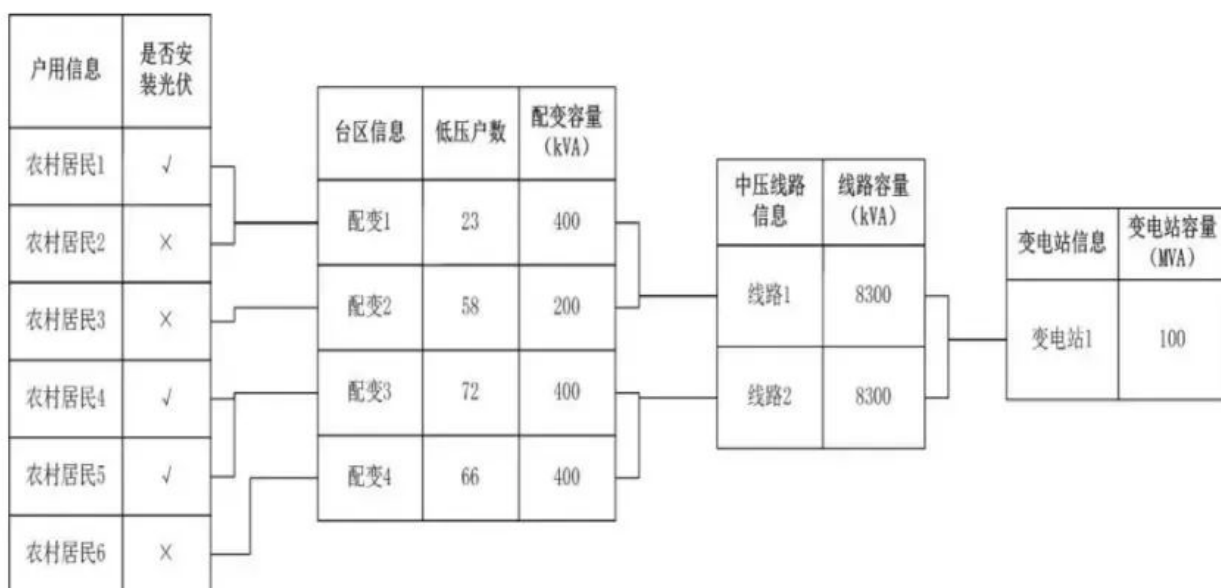 户用信息 是否安
装光伏
农村居民1 √
农村居民2 X
农村居民3 X
农村居民4 √
农村居民5 √
农村居民6 X
台区信息 低压户数 配变容量
(kVA)
配变1 23 400
配变2 58 200
配变3 72 400
配变4 66 400
中压线路
信息
线路容量
(kVA)
线路1 8300
线路2 8300
变电站信息 变电站容量
(MVA)
变电站1 100